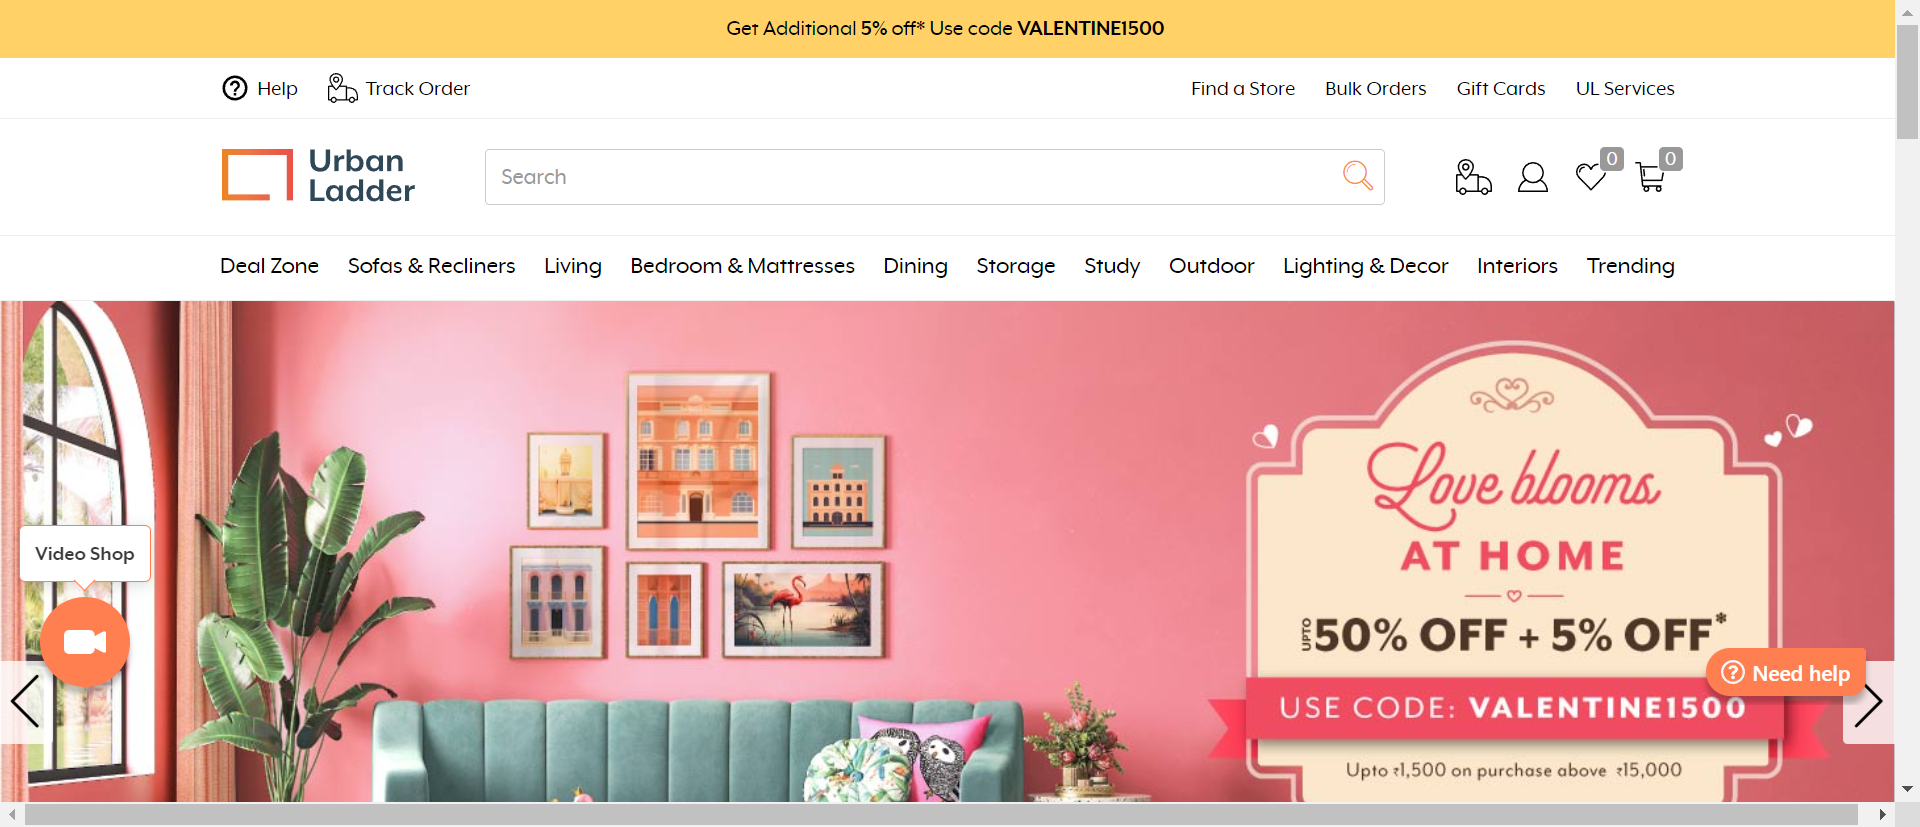 Get Additional 5% off* Use code VALENTINE1500
Help
Track Order
Find a Store
Bulk Orders
Gift Cards
UL Services
Urban
Ladder
Search
0
0
Deal Zone
Sofas & Recliners
Living
Bedroom & Mattresses
Dining
Storage
Study
Outdoor
Lighting & Decor
Interiors
Trending
Love blooms
AT HOME
UPTO 50% OFF + 5% OFF*
USE CODE: VALENTINE1500
Upto ₹1,500 on purchase above ₹15,000
Video Shop
Need help